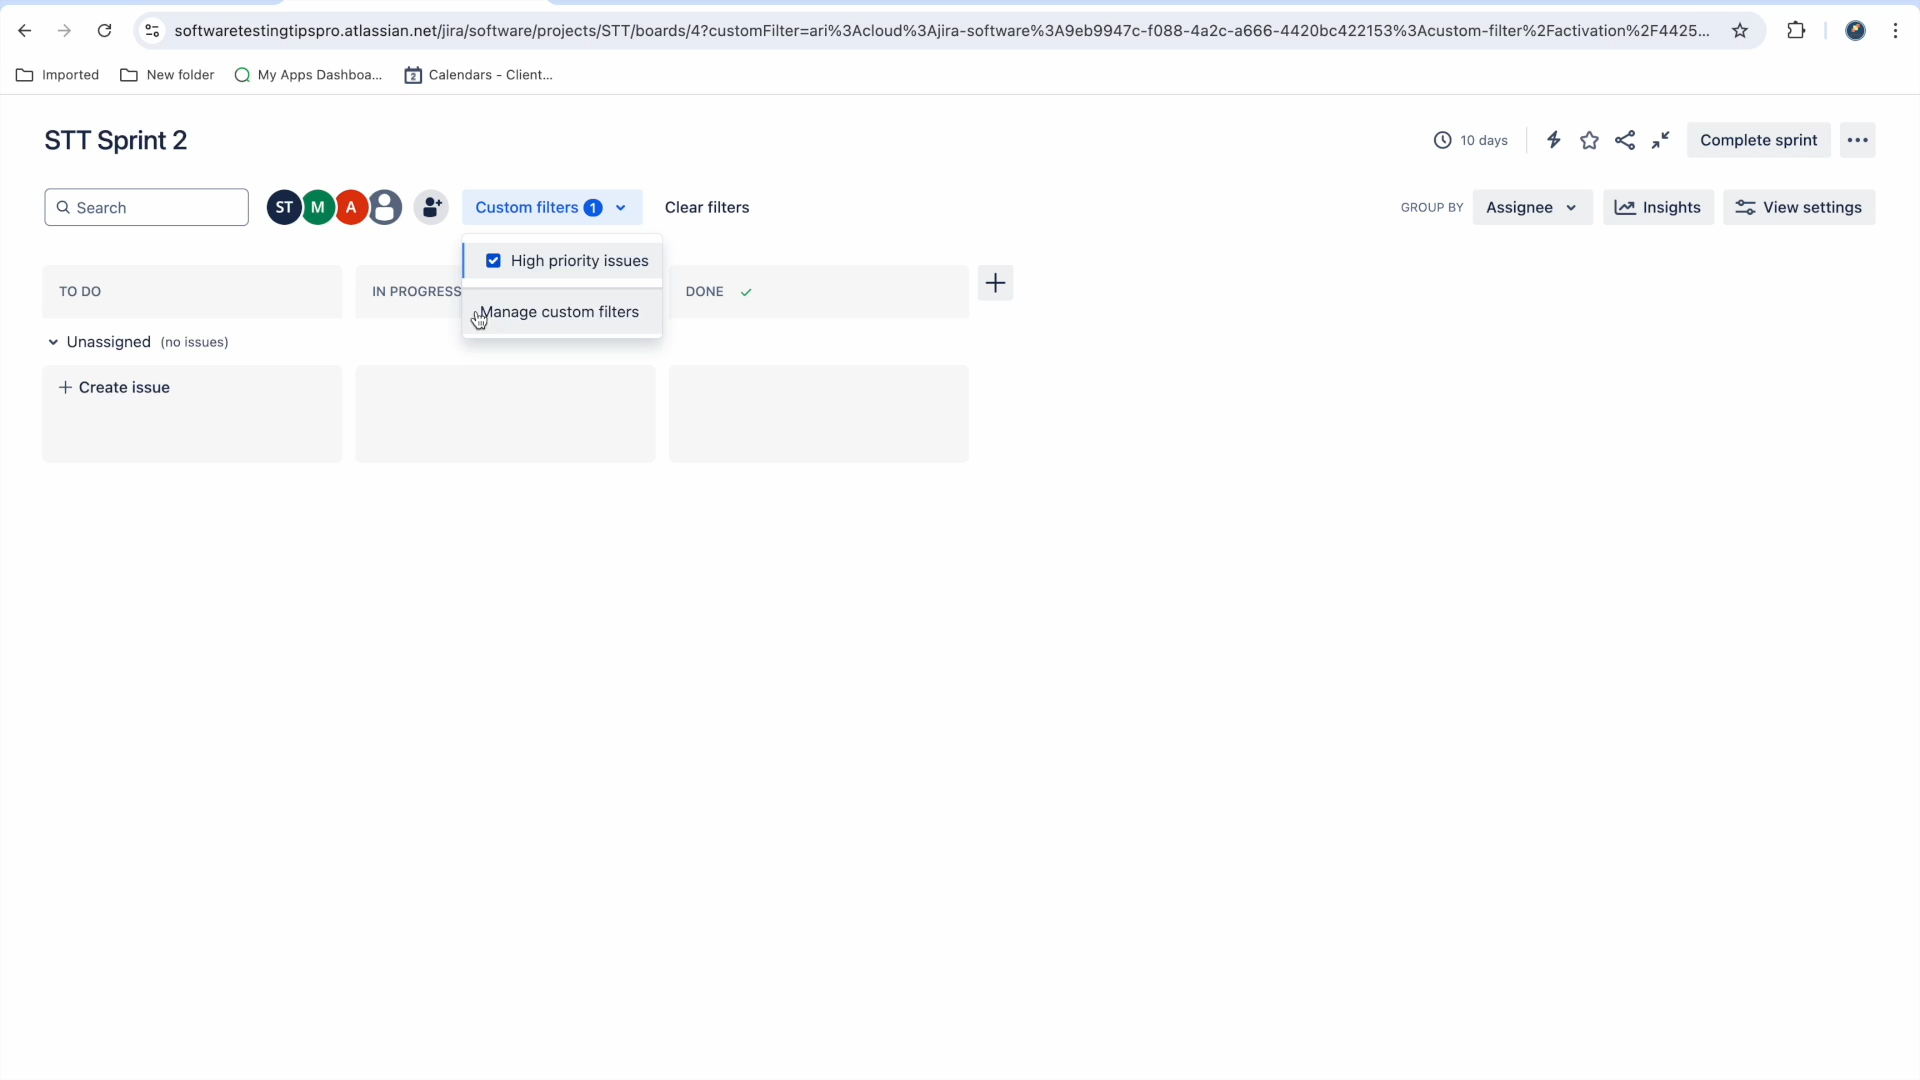 softwaretestingtipspro.atlassian.net/jira/software/projects/STT/boards/4?customFilter=ari%3Acloud%3Ajira-software%3A9eb9947c-f088-4a2c-a666-4420bc422153%3Acustom-filter%2Factivation%2F4425...
Imported New folder My Apps Dashboa... 2 Calendars - Client...
STT Sprint 2
10 days Complete sprint
Search ST M A Custom filters 1 Clear filters GROUP BY Assignee Insights View settings
High priority issues
TO DO IN PROGRESS DONE
Manage custom filters
Unassigned (no issues)
+ Create issue